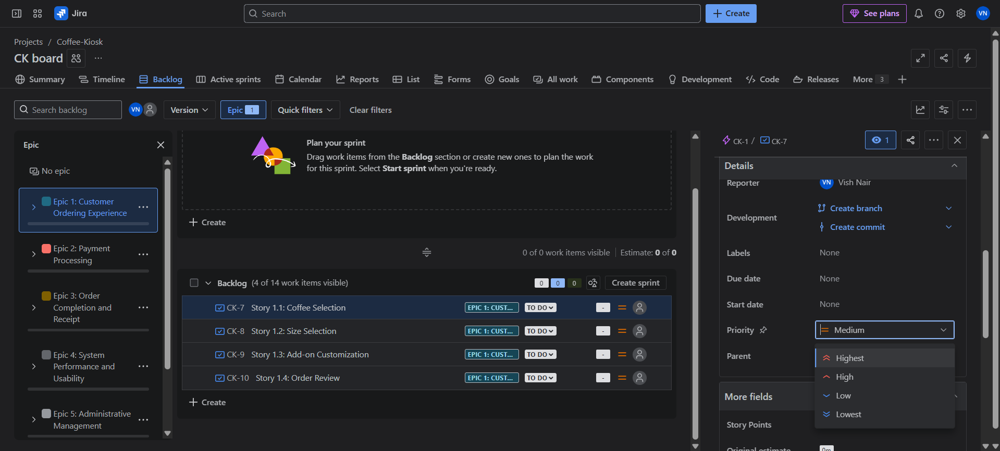 Jira
Search
Create
See plans
VN
Projects / Coffee-Kiosk
CK board
Summary
Timeline
Backlog
Active sprints
Calendar
Reports
List
Forms
Goals
All work
Components
Development
Code
Releases
More 3
Search backlog
VN
Version
Epic 1
Quick filters
Clear filters
Epic
No epic
Epic 1: Customer
Ordering Experience
Epic 2: Payment
Processing
Epic 3: Order
Completion and
Receipt
Epic 4: System
Performance and
Usability
Epic 5: Administrative
Management
Plan your sprint
Drag work items from the Backlog section or create new ones to plan the work
for this sprint. Select Start sprint when you're ready.
Create
0 of 0 work items visible
Estimate: 0 of 0
Backlog (4 of 14 work items visible)
0 0 0
Create sprint
CK-7 Story 1.1: Coffee Selection EPIC 1: CUST... TO DO -
CK-8 Story 1.2: Size Selection EPIC 1: CUST... TO DO -
CK-9 Story 1.3: Add-on Customization EPIC 1: CUST... TO DO -
CK-10 Story 1.4: Order Review EPIC 1: CUST... TO DO -
Create
CK-1 / CK-7
1
Details
Reporter
VN Vish Nair
Development
Create branch
Create commit
Labels
None
Due date
None
Start date
None
Priority
Medium
Parent
Highest
High
Low
Lowest
More fields
Story Points
Original estimate
0m